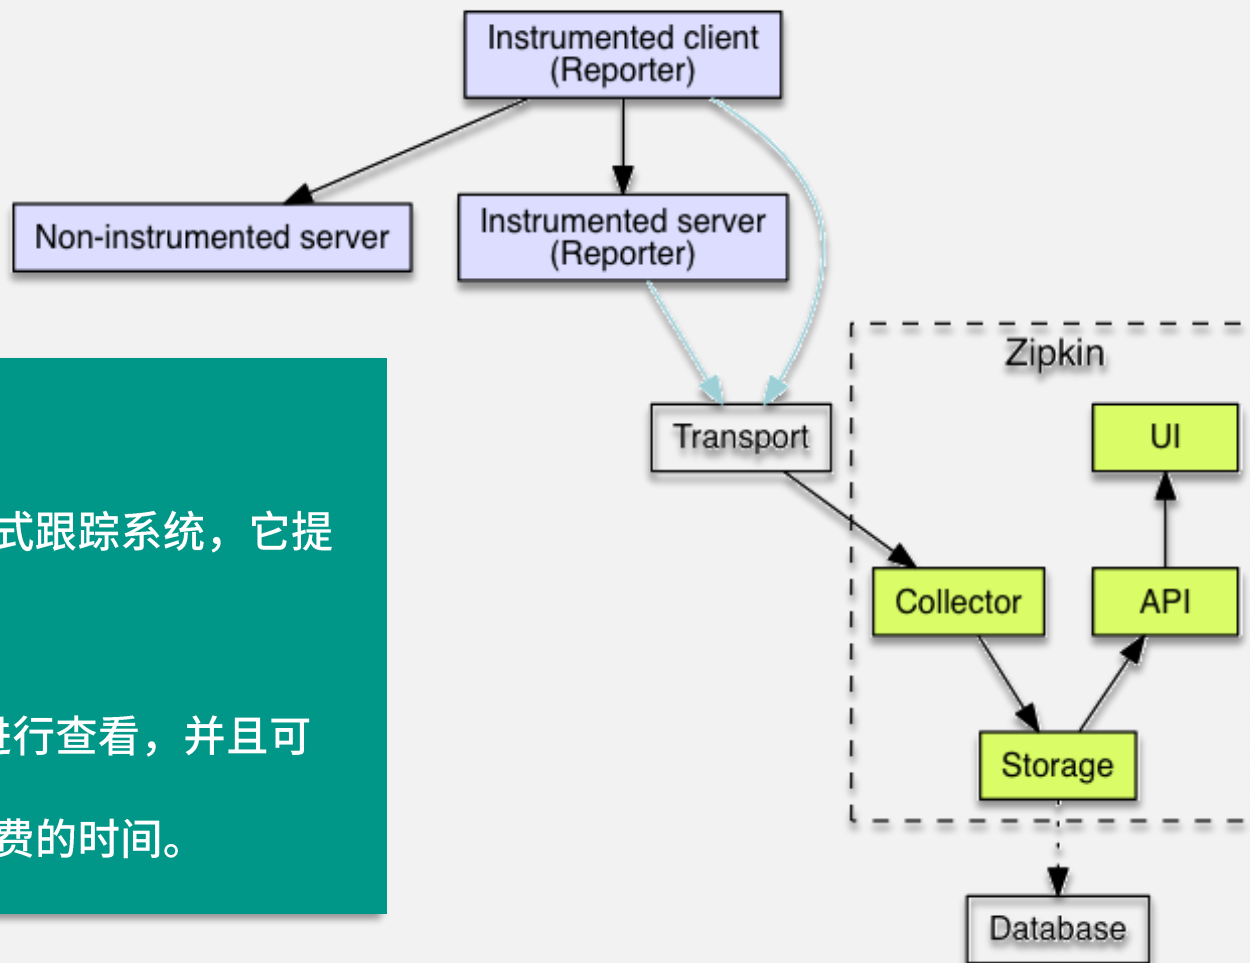 Instrumented client
(Reporter)
Non-instrumented server
Instrumented server
(Reporter)
Zipkin
Transport
UI
式跟踪系统，它提
Collector
API
进行查看，并且可
Storage
费的时间。
Database